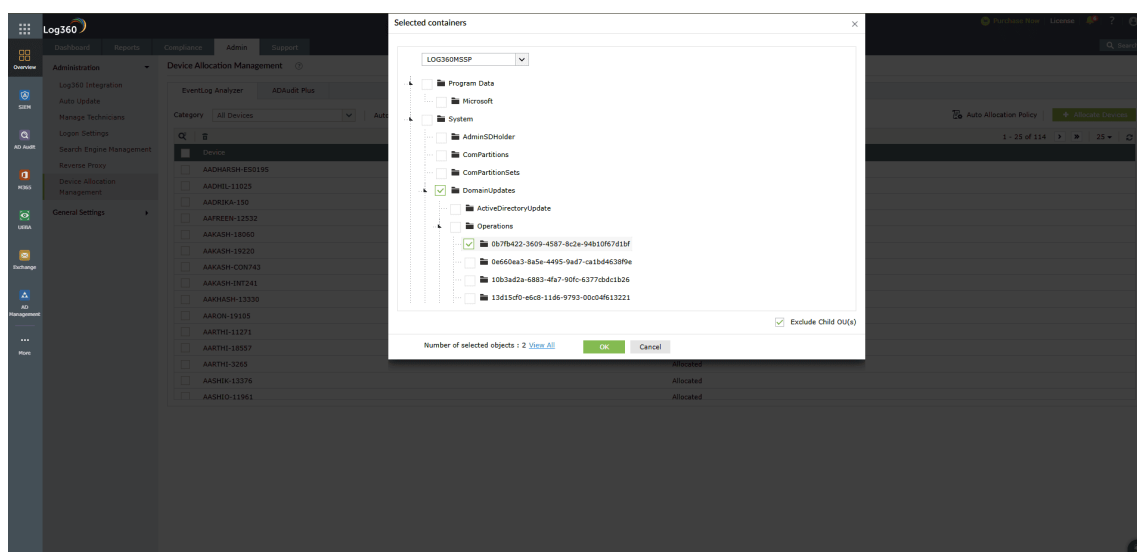 Log360
Selected containers
Purchase Now License ?
Dashboard Reports Compliance Admin Support
Search
Overview
SIEM
AD Audit
M365
UEBA
Exchange
AD Management
More
Administration
Log360 Integration
Auto Update
Manage Technicians
Logon Settings
Search Engine Management
Reverse Proxy
Device Allocation Management
General Settings
Device Allocation Management ?
EventLog Analyzer ADAudit Plus
Category All Devices
Auto Allocation Policy + Allocate Devices
1 - 25 of 114 25
Device
AADHARSH-ES0195
AADHIL-11025
AADRIKA-150
AAFREEN-12532
AAKASH-18060
AAKASH-19220
AAKASH-CON743
AAKASH-INT241
AAKHASH-13330
AARON-19105
AARTHI-11271
AARTHI-18557
AARTHI-3265 Allocated
AASHIK-13376 Allocated
AASHIQ-11961 Allocated
LOG360MSSP
Program Data
Microsoft
System
AdminSDHolder
ComPartitions
ComPartitionSets
DomainUpdates
ActiveDirectoryUpdate
Operations
0b7fb422-3609-4587-8c2e-94b10f67d1bf
0e660ea3-8a5e-4495-9ad7-ca1bd4638f9e
10b3ad2a-6883-4fa7-90fc-6377cbdc1b26
13d15cf0-e6c8-11d6-9793-00c04f613221
Exclude Child OU(s)
Number of selected objects : 2 View All OK Cancel